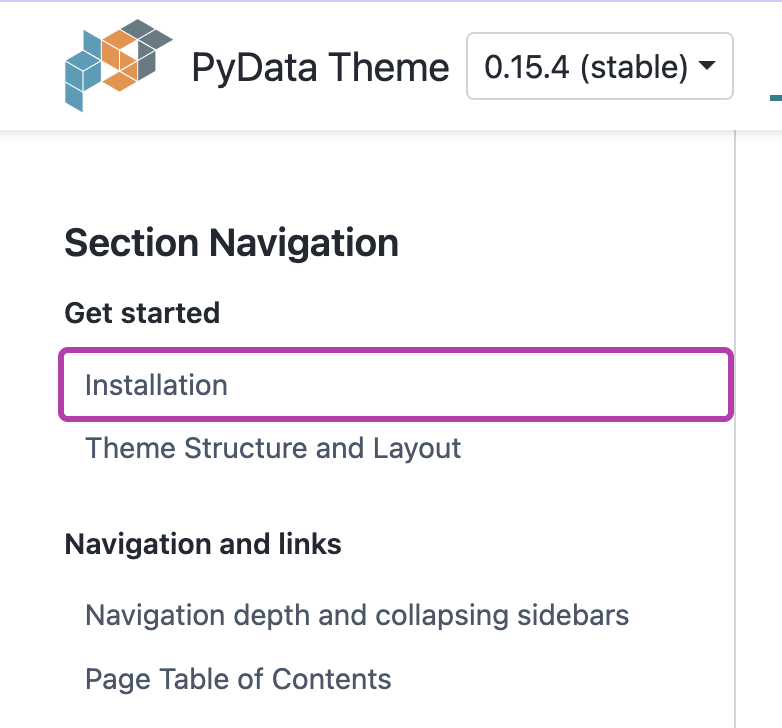 PyData Theme 0.15.4 (stable)
Section Navigation
Get started
Installation
Theme Structure and Layout
Navigation and links
Navigation depth and collapsing sidebars
Page Table of Contents